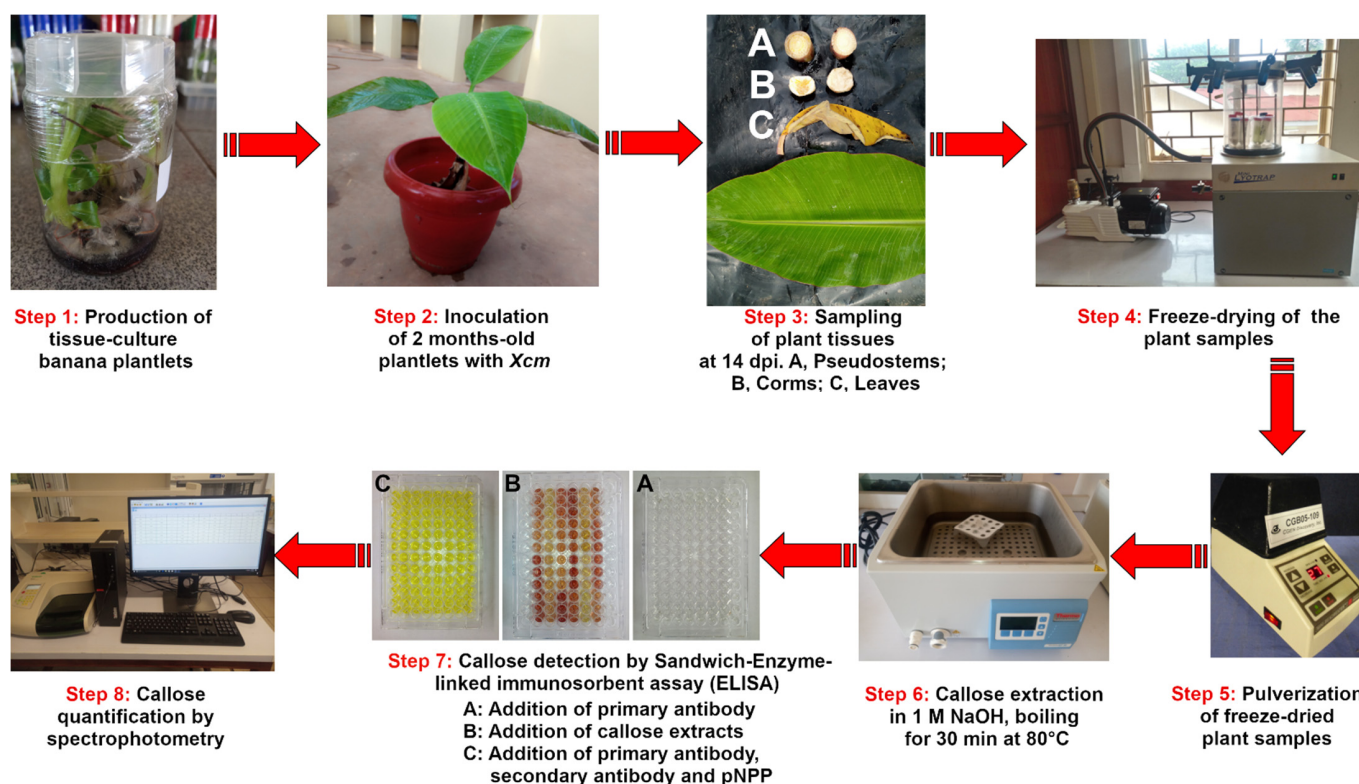 A
B
C
LYOTRAP
Step 1: Production of
tissue-culture
banana plantlets
Step 2: Inoculation
of 2 months-old
plantlets with Xcm
Step 3: Sampling
of plant tissues
at 14 dpi. A, Pseudostems;
B, Corms; C, Leaves
Step 4: Freeze-drying of the
plant samples
C
B
A
CGB05-109
Step 8: Callose
quantification by
spectrophotometry
Step 7: Callose detection by Sandwich-Enzyme-
linked immunosorbent assay (ELISA)
A: Addition of primary antibody
B: Addition of callose extracts
C: Addition of primary antibody,
secondary antibody and pNPP
Step 6: Callose extraction
in 1 M NaOH, boiling
for 30 min at 80°C
Step 5: Pulverization
of freeze-dried
plant samples